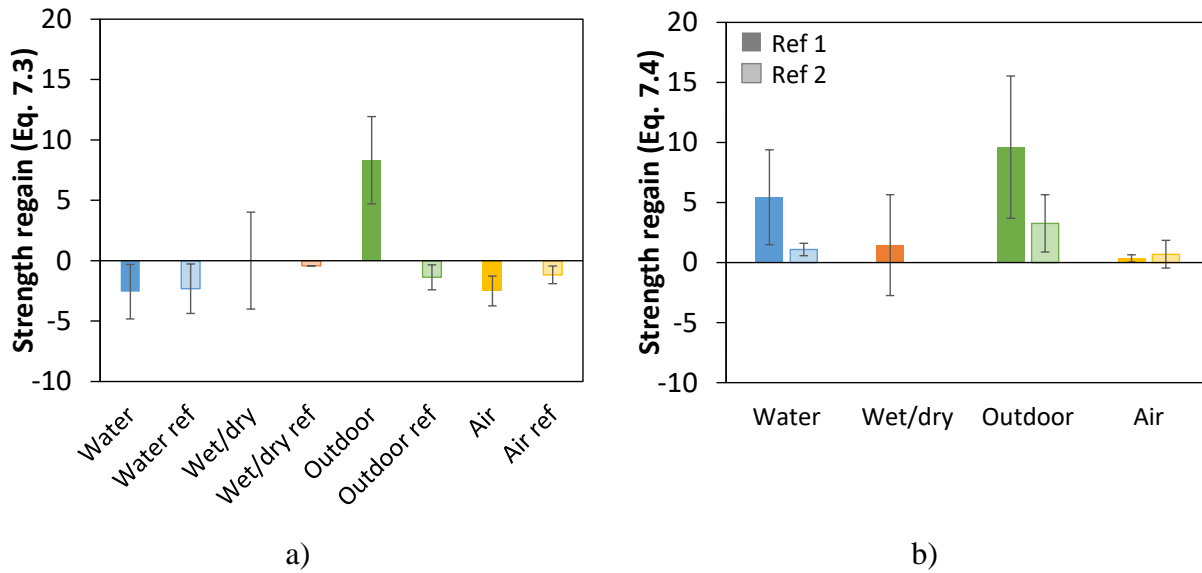 Strength regain (Eq. 7.3)
20
15
10
5
0
-5
-10
Water
Water ref
Wet/dry
Wet/dry ref
Outdoor
Outdoor ref
Air
Air ref
a)
Strength regain (Eq. 7.4)
20
15
10
5
0
-5
-10
Ref 1
Ref 2
Water
Wet/dry
Outdoor
Air
b)